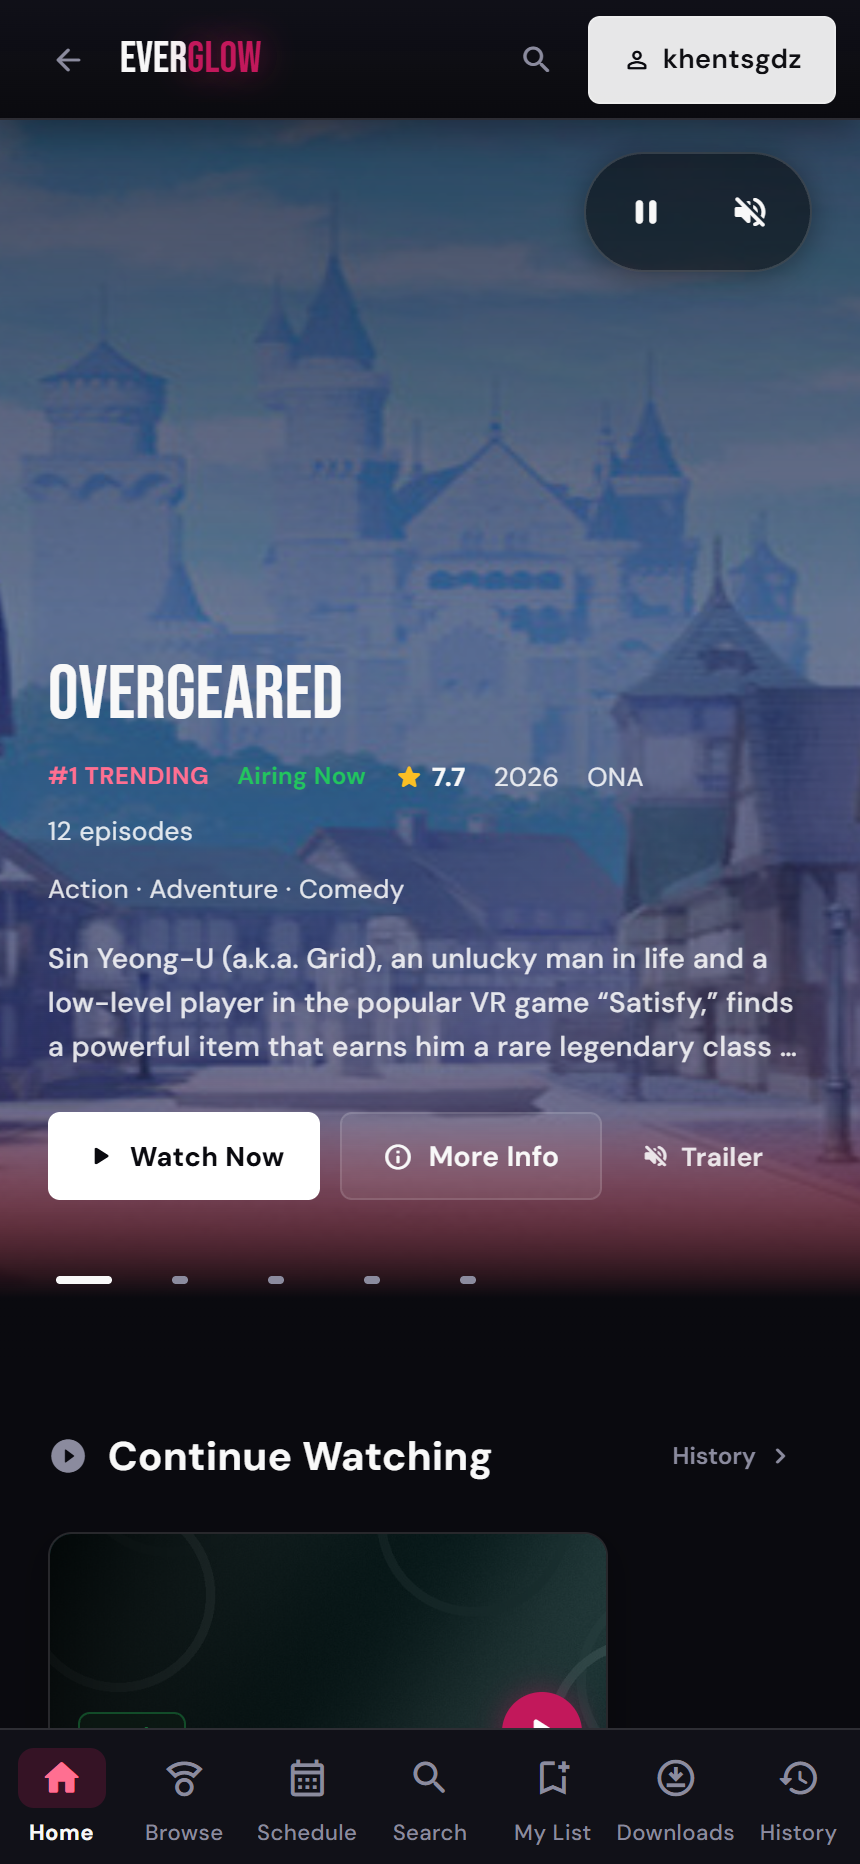 EVERGLOW
khentsgdz
OVERGEARED
#1 TRENDING Airing Now 7.7 2026 ONA
12 episodes
Action · Adventure · Comedy
Sin Yeong-U (a.k.a. Grid), an unlucky man in life and a
low-level player in the popular VR game “Satisfy,” finds
a powerful item that earns him a rare legendary class ...
Watch Now
More Info
Trailer
Continue Watching
History
Home
Browse
Schedule
Search
My List
Downloads
History